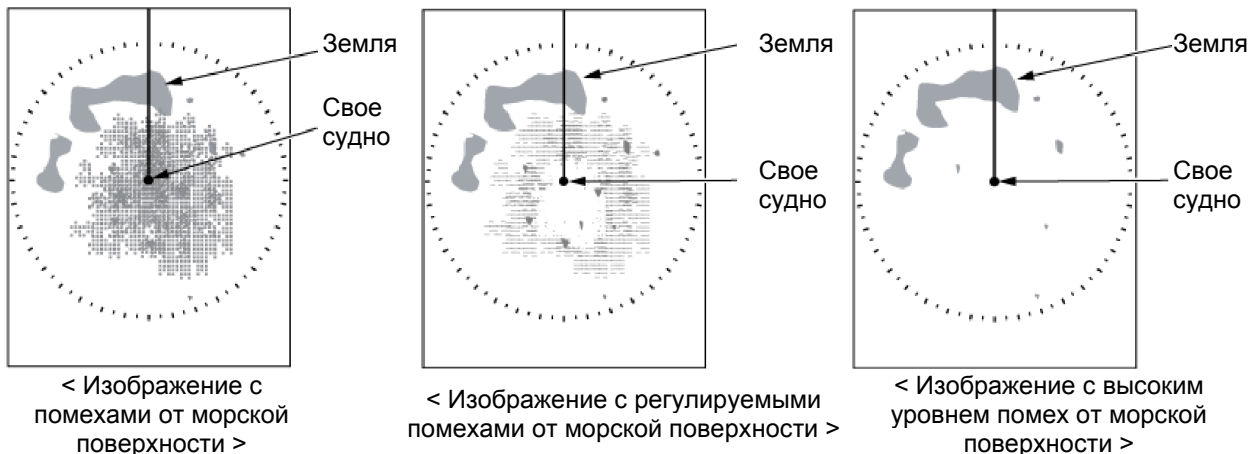 Земля
Свое
судно
< Изображение с
помехами от морской
поверхности >
Земля
Свое
судно
< Изображение с регулируемыми
помехами от морской поверхности >
Земля
Свое
судно
< Изображение с высоким
уровнем помех от морской
поверхности >